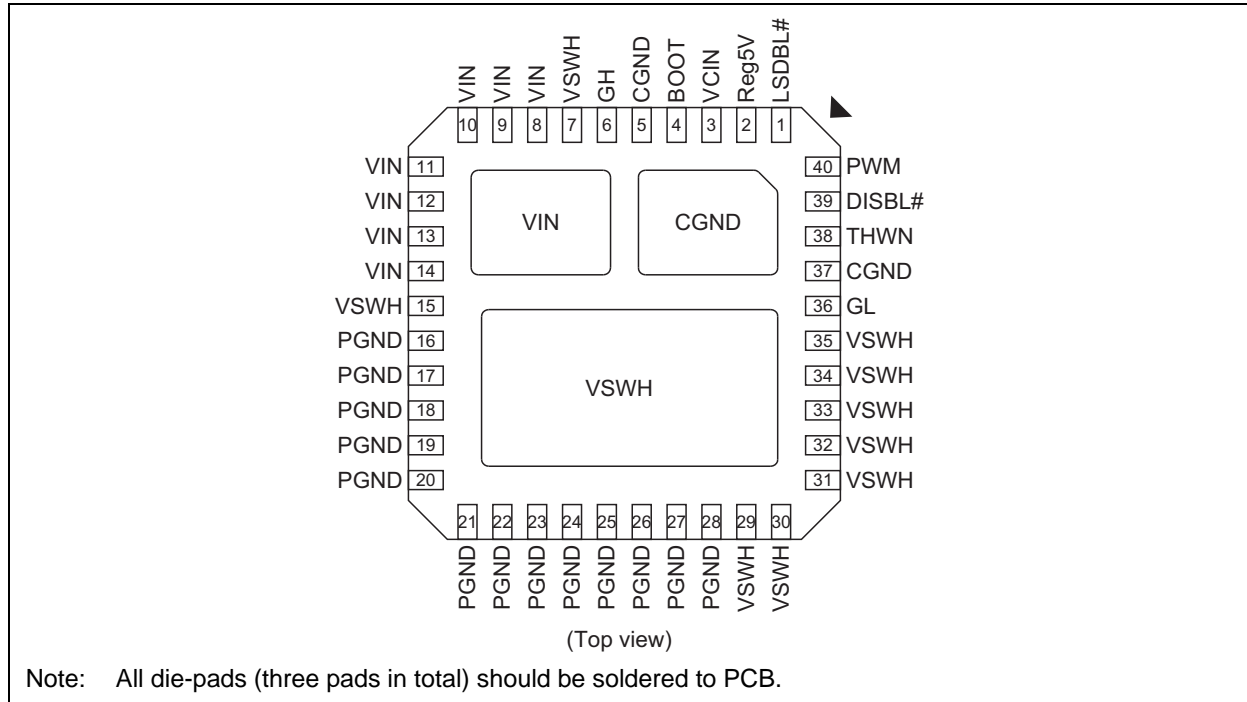 VIN
VIN
VIN
VSWH
GH
CGND
BOOT
VCIN
Reg5V
LSDBL#
10 9 8 7 6 5 4 3 2 1
VIN 11
VIN 12
VIN 13
VIN 14
VSWH 15
PGND 16
PGND 17
PGND 18
PGND 19
PGND 20
VIN
CGND
VSWH
40 PWM
39 DISBL#
38 THWN
37 CGND
36 GL
35 VSWH
34 VSWH
33 VSWH
32 VSWH
31 VSWH
21 22 23 24 25 26 27 28 29 30
PGND
PGND
PGND
PGND
PGND
PGND
PGND
PGND
VSWH
VSWH
(Top view)
Note: All die-pads (three pads in total) should be soldered to PCB.